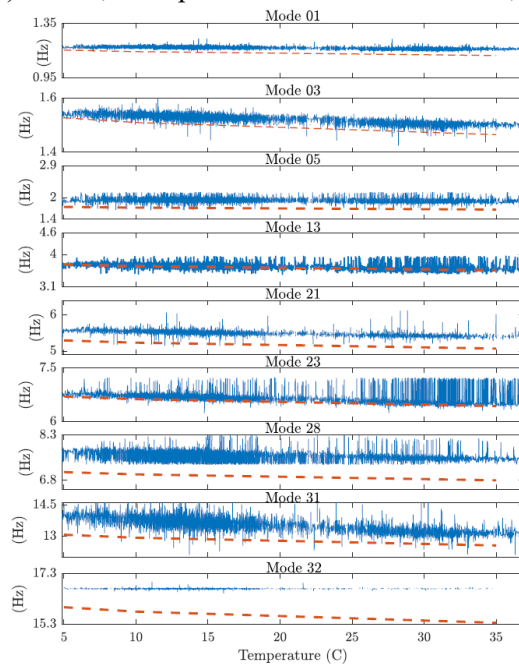 Mode 01
1.35
(Hz)
0.95
Mode 03
1.6
(Hz)
1.4
Mode 05
2.9
(Hz)
2
1.4
Mode 13
4.6
(Hz)
4
3.1
Mode 21
6
(Hz)
5
Mode 23
7.5
(Hz)
6
Mode 28
8.3
(Hz)
6.8
Mode 31
14.5
(Hz)
13
Mode 32
17.3
(Hz)
15.3
5 10 15 20 25 30 35
Temperature (C)